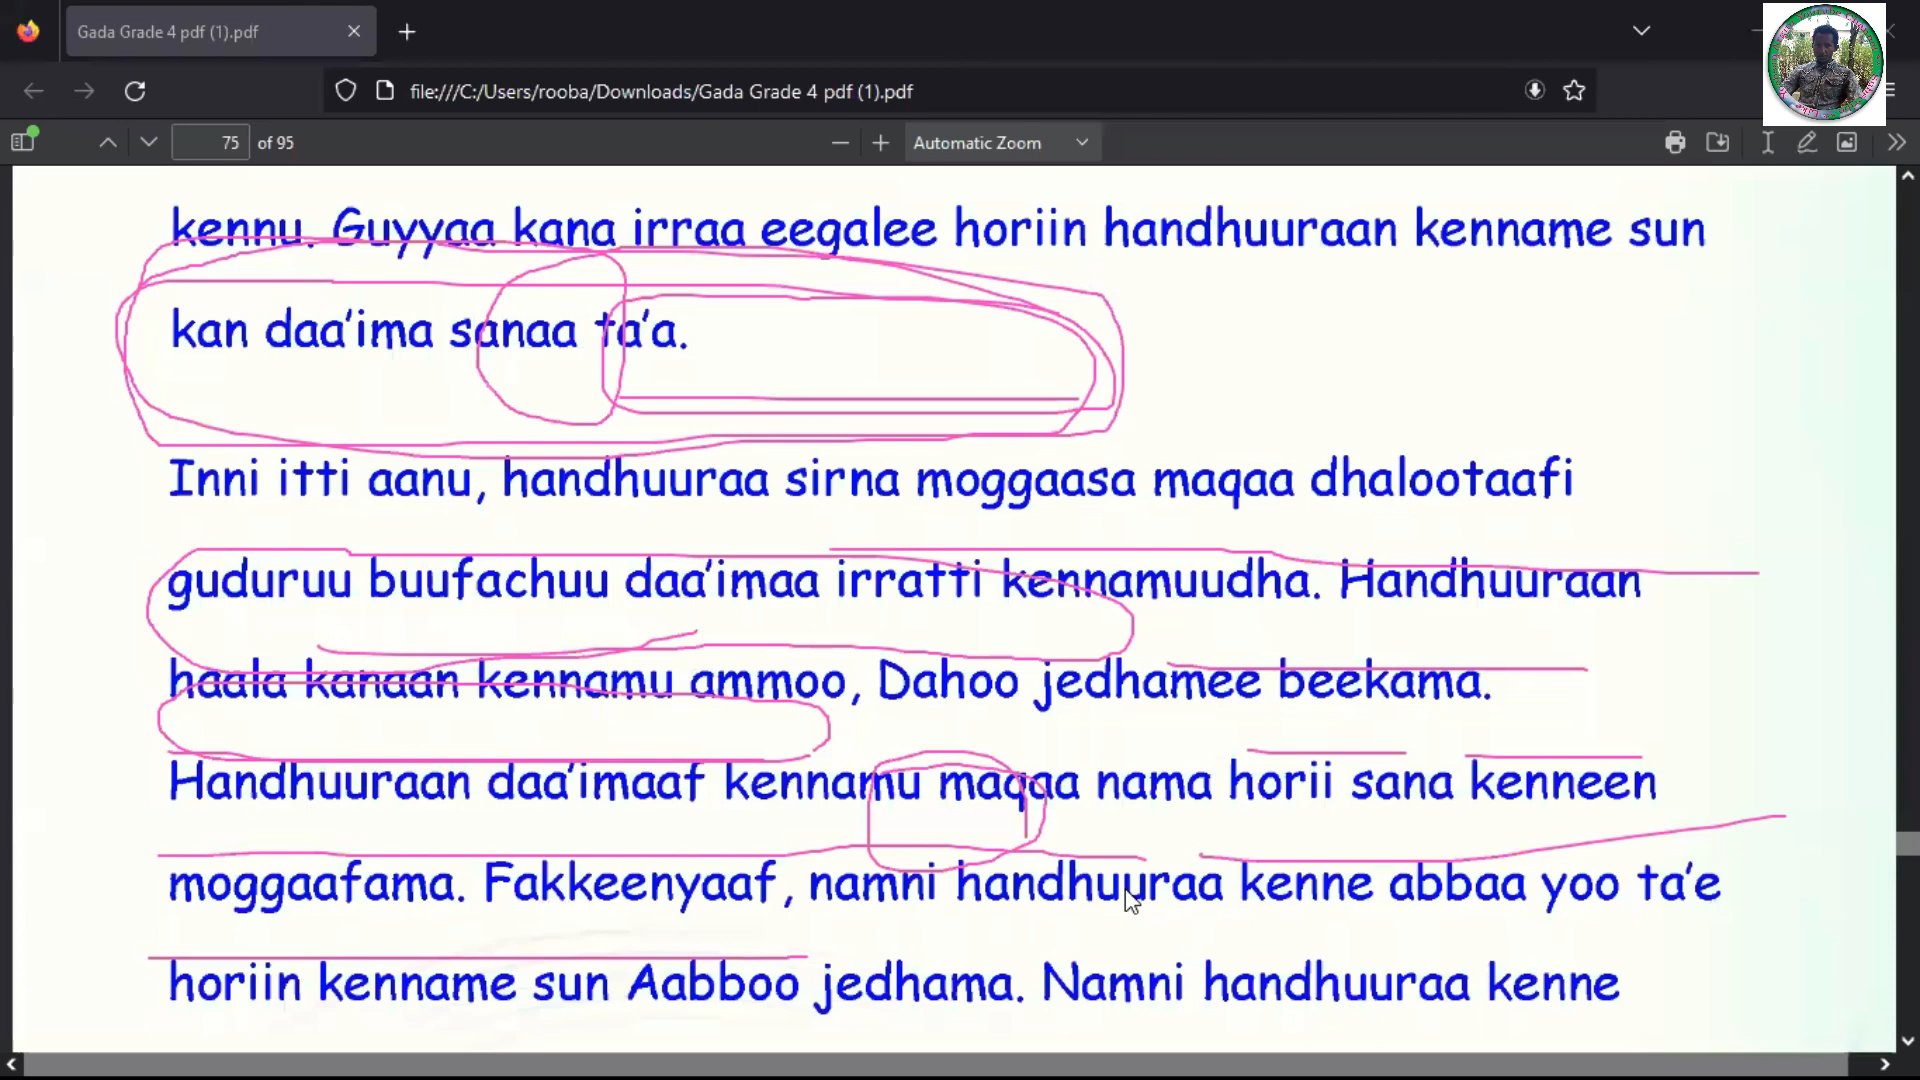 Gada Grade 4 pdf (1).pdf
file:///C:/Users/rooba/Downloads/Gada Grade 4 pdf (1).pdf
75 of 95
Automatic Zoom
kennu. Guyyaa kana irraa eegalee horiin handhuuraan kenname sun
kan daa'ima sanaa ta'a.
Inni itti aanu, handhuuraa sirna moggaasa maqaa dhalootaafi
guduruu buufachuu daa'imaa irratti kennamuudha. Handhuuraan
haala kanaan kennamu ammoo, Dahoo jedhamee beekama.
Handhuuraan daa'imaaf kennamu maqaa nama horii sana kenneen
moggaafama. Fakkeenyaaf, namni handhuuraa kenne abbaa yoo ta'e
horiin kenname sun Aabboo jedhama. Namni handhuuraa kenne